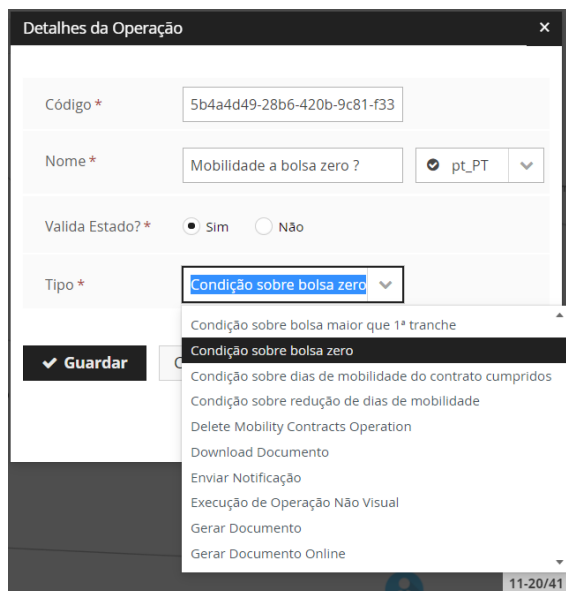 Detalhes da Operação ×
Código *
5b4a4d49-28b6-420b-9c81-f33
Nome *
Mobilidade a bolsa zero ?
pt_PT
Valida Estado? *
Sim
Não
Tipo *
Condição sobre bolsa zero
Guardar
C
Condição sobre bolsa maior que 1ª tranche
Condição sobre bolsa zero
Condição sobre dias de mobilidade do contrato cumpridos
Condição sobre redução de dias de mobilidade
Delete Mobility Contracts Operation
Download Documento
Enviar Notificação
Execução de Operação Não Visual
Gerar Documento
Gerar Documento Online
11-20/41